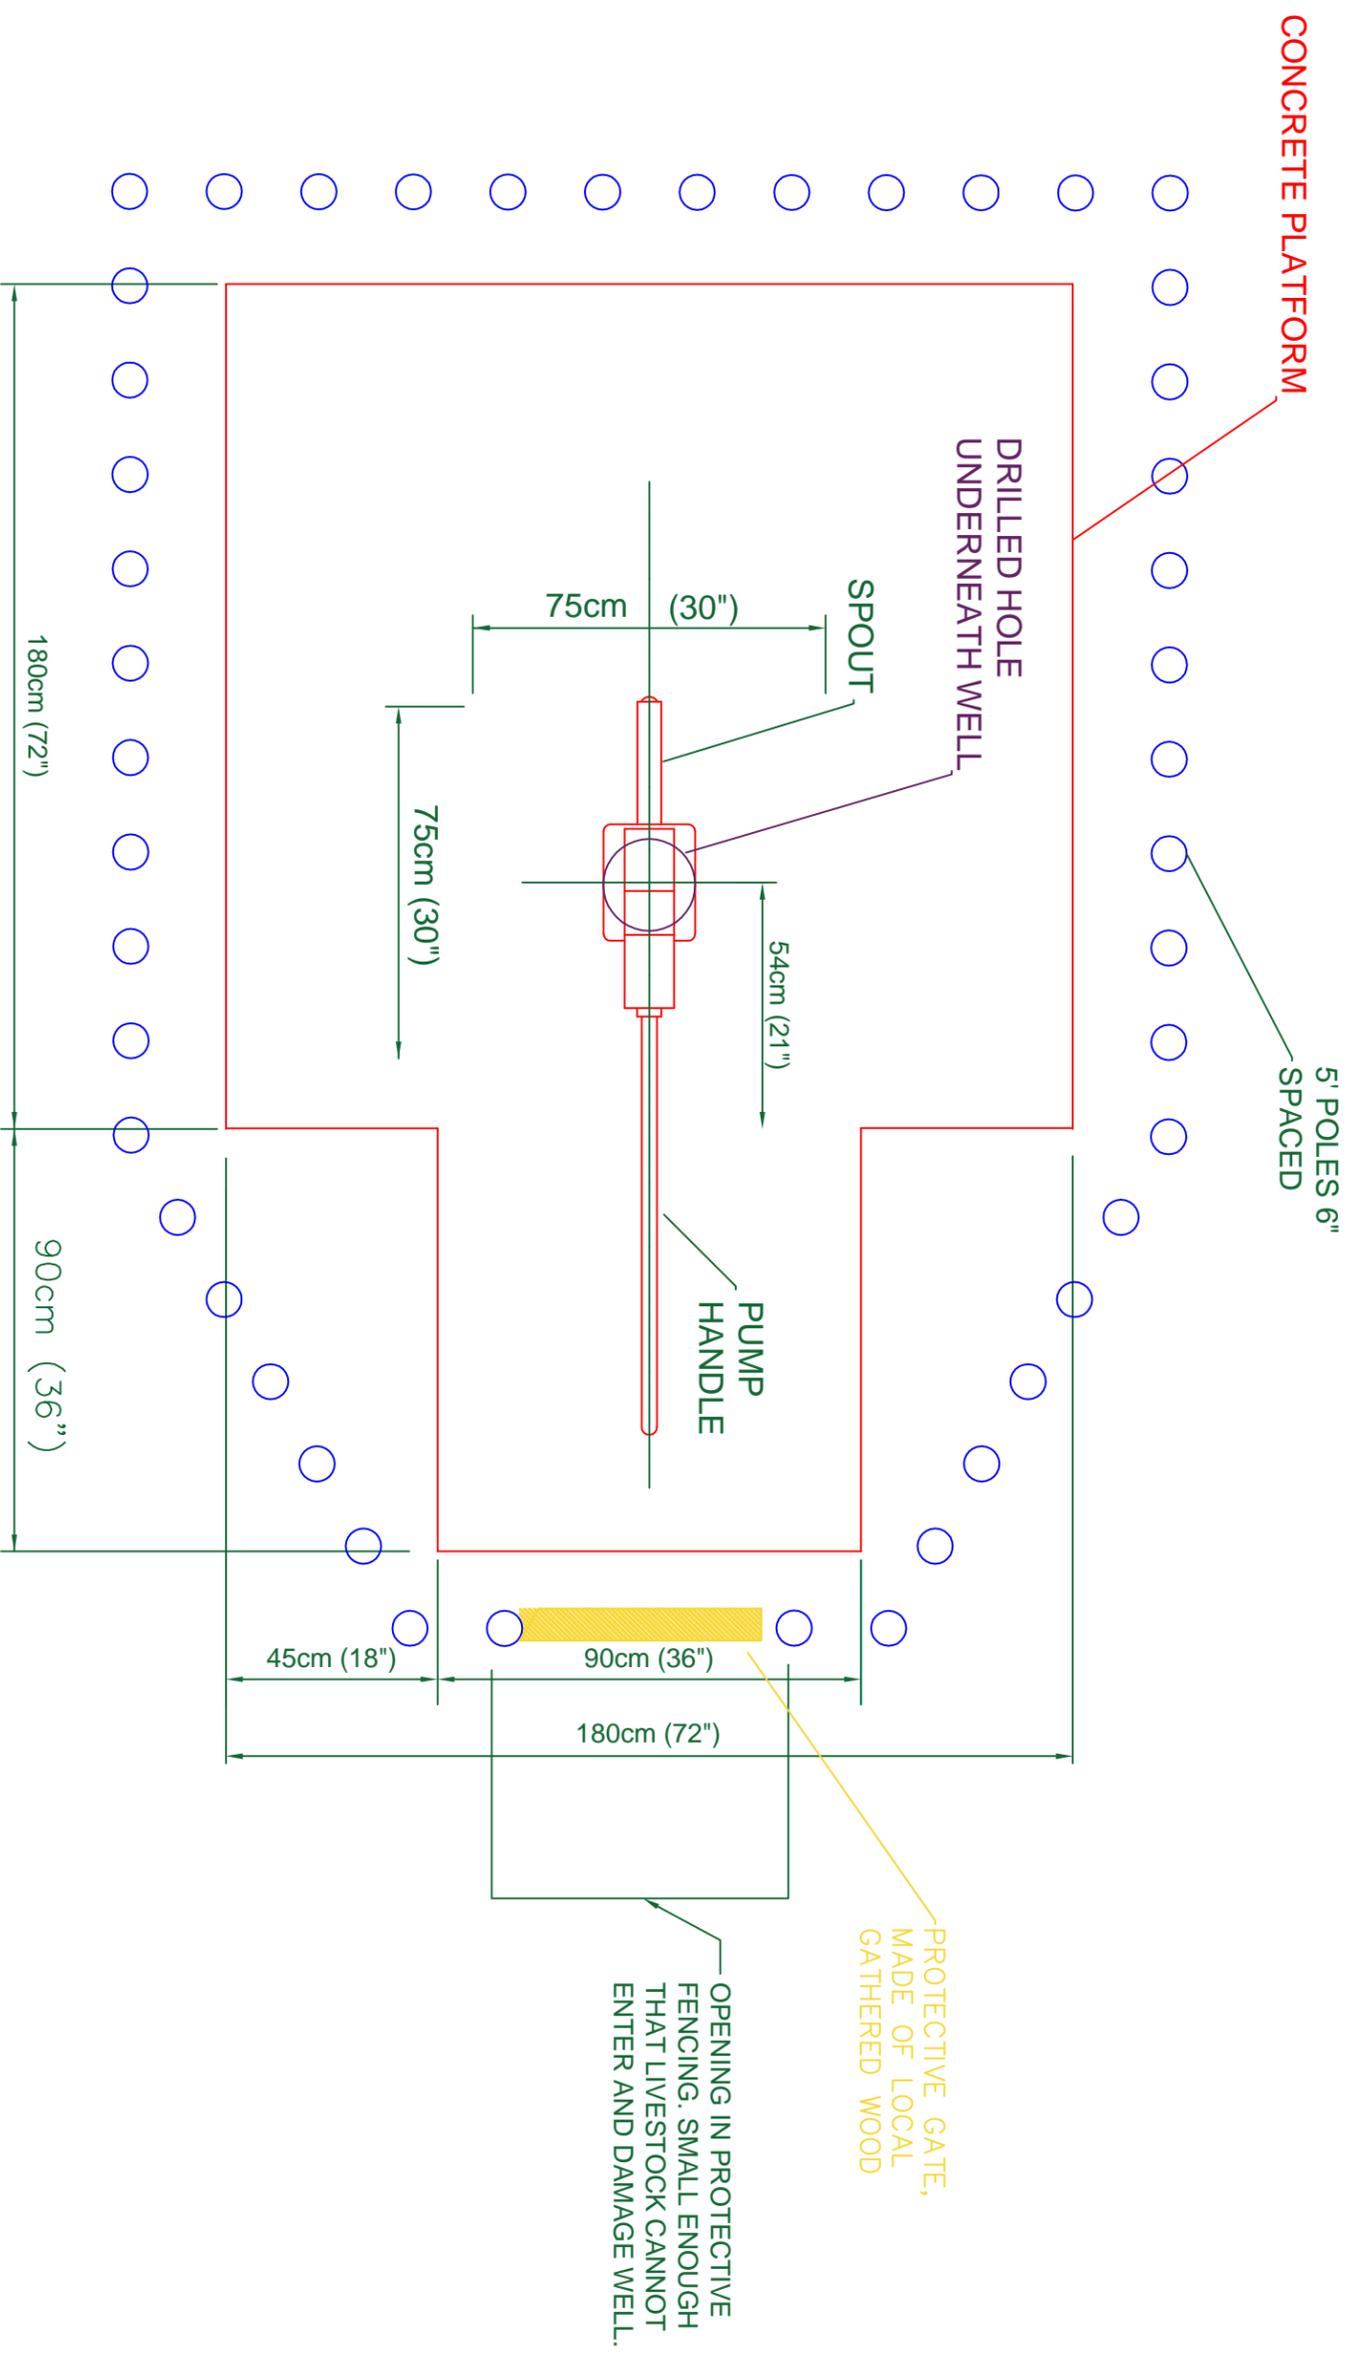 CONCRETE PLATFORM
5' POLES 6"
SPACED
DRILLED HOLE
UNDERNEATH WELL
SPOUT
75cm (30")
75cm (30")
54cm (21")
PUMP
HANDLE
180cm (72")
90cm (36")
45cm (18")
90cm (36")
180cm (72")
PROTECTIVE GATE,
MADE OF LOCAL
GATHERED WOOD
OPENING IN PROTECTIVE
FENCING. SMALL ENOUGH
THAT LIVESTOCK CANNOT
ENTER AND DAMAGE WELL.